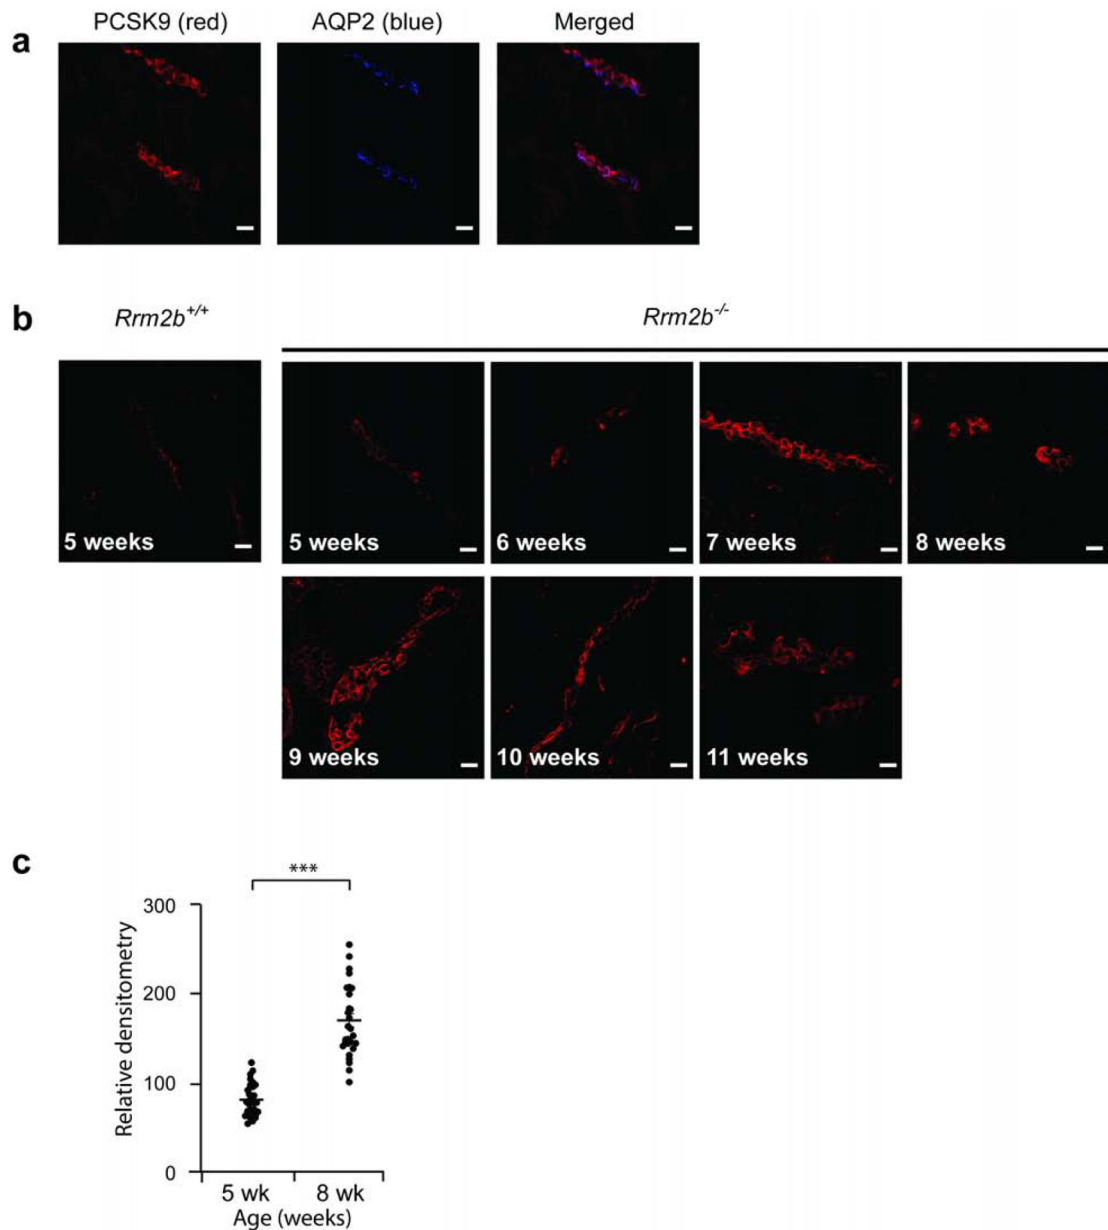 a
PCSK9 (red) AQP2 (blue) Merged
b
Rrm2b+/+ Rrm2b-/-
5 weeks 5 weeks 6 weeks 7 weeks 8 weeks
9 weeks 10 weeks 11 weeks
c
***
300
200
100
0
Relative densitometry
5 wk 8 wk
Age (weeks)